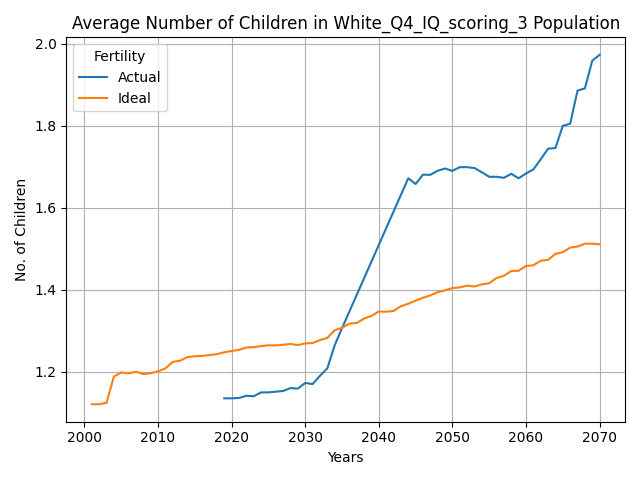 Average Number of Children in White_Q4_IQ_scoring_3 Population
Fertility
Actual
Ideal
No. of Children
2.0
1.8
1.6
1.4
1.2
2000 2010 2020 2030 2040 2050 2060 2070
Years